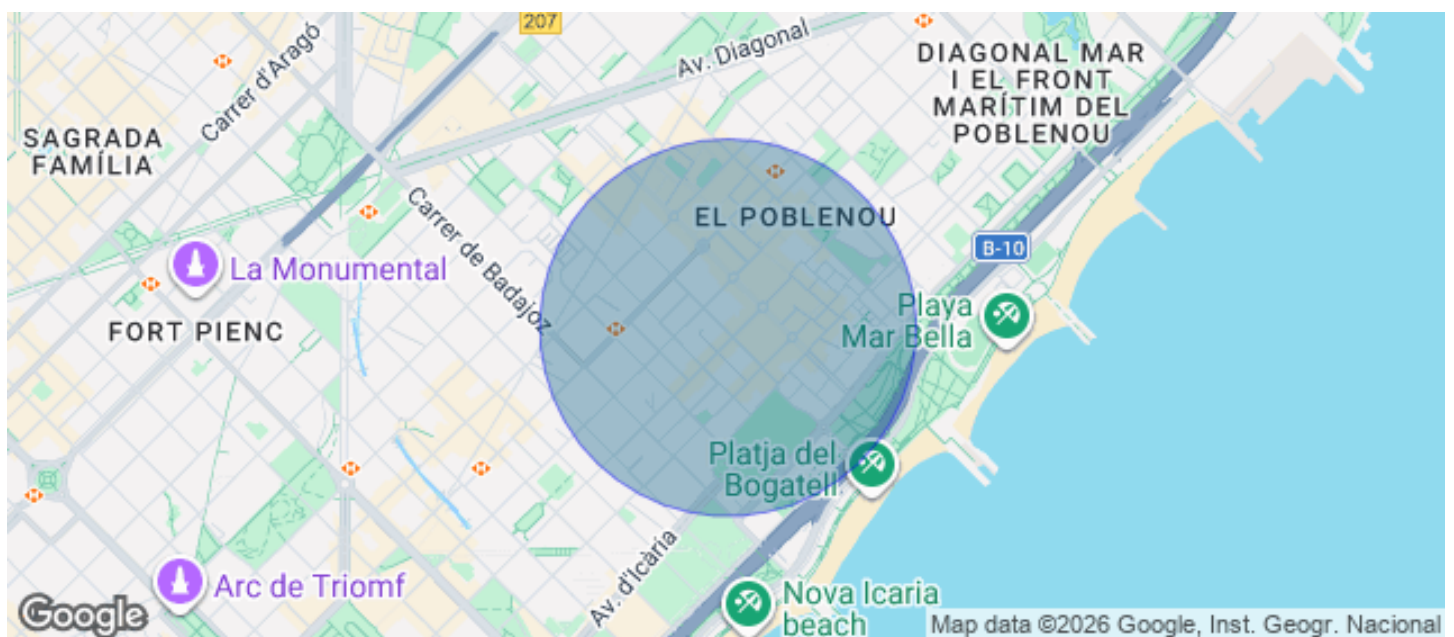 207
Carrer d'Aragó
Av. Diagonal
DIAGONAL MAR
I EL FRONT
MARÍTIM DEL
POBLENOU
SAGRADA
FAMÍLIA
Carrer de Badajoz
EL POBLENOU
B-10
La Monumental
FORT PIENC
Playa
Mar Bella
Platja del
Bogatell
Av. d'Icària
Arc de Triomf
Nova Icaria
beach
Google
Map data ©2026 Google, Inst. Geogr. Nacional